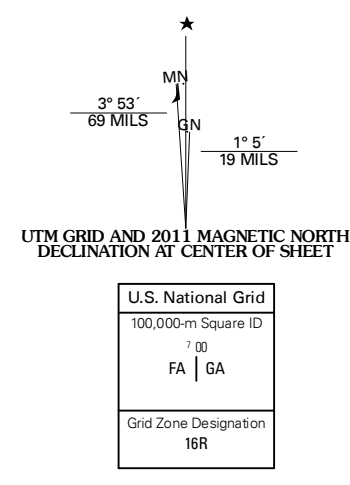 MN
3° 53´
69 MILS
GN
1° 5´
19 MILS
UTM GRID AND 2011 MAGNETIC NORTH
DECLINATION AT CENTER OF SHEET
U.S. National Grid
100,000-m Square ID
7 00
FA GA
Grid Zone Designation
16R